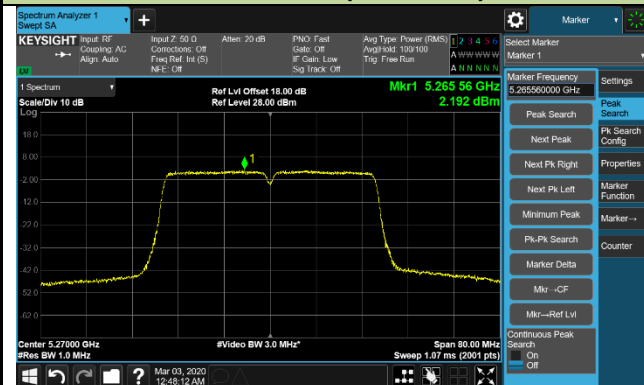 Spectrum Analyzer 1
Swept SA
Marker
KEYSIGHT
Input: RF
Coupling: AC
Align: Auto
Input Z: 50 Ω
Corrections: Off
Freq Ref: Int (S)
NFE: Off
Atten: 20 dB
PNO: Fast
Gate: Off
IF Gain: Low
Sig Track: Off
Avg Type: Power (RMS)
Avg|Hold: 100/100
Trig: Free Run
1 2 3 4 5 6
A W W W W W
A N N N N N
LVI
Select Marker
Marker 1
1 Spectrum
Scale/Div 10 dB
Log
Ref Lvl Offset 18.00 dB
Ref Level 28.00 dBm
Mkr1 5.265 56 GHz
2.192 dBm
Marker Frequency
5.265560000 GHz
Settings
Peak Search
Peak Search
Next Peak
Pk Search Config
Next Pk Right
Properties
Next Pk Left
Marker Function
Minimum Peak
Marker→
Pk-Pk Search
Counter
Marker Delta
Mkr→CF
Mkr→Ref Lvl
Continuous Peak Search
On
Off
18.0
8.00
-2.00
-12.0
-22.0
-32.0
-42.0
-52.0
-62.0
1
Center 5.27000 GHz
#Res BW 1.0 MHz
#Video BW 3.0 MHz*
Span 80.00 MHz
Sweep 1.07 ms (2001 pts)
?
Mar 03, 2020
12:48:12 AM